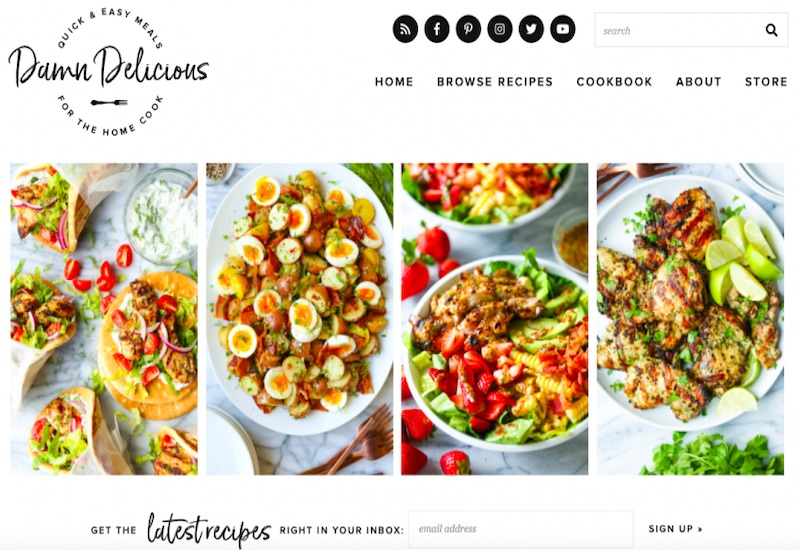 QUICK & EASY MEALS
Damn Delicious
FOR THE HOME COOK
search
HOME BROWSE RECIPES COOKBOOK ABOUT STORE
GET THE latest recipes RIGHT IN YOUR INBOX: email address SIGN UP »